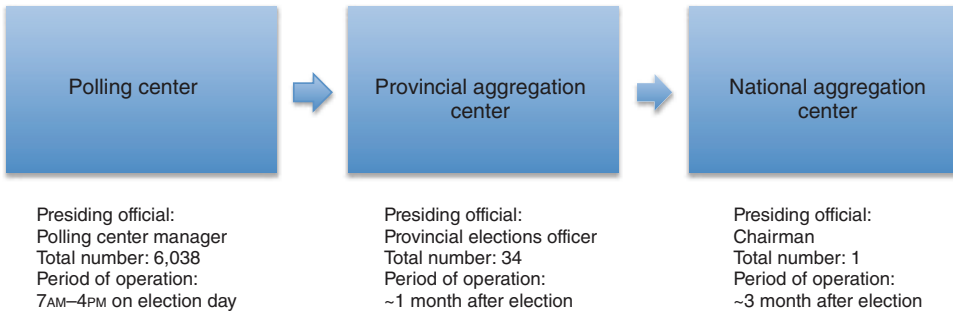 Polling center
Provincial aggregation
center
National aggregation
center
Presiding official:
Polling center manager
Total number: 6,038
Period of operation:
7AM–4PM on election day
Presiding official:
Provincial elections officer
Total number: 34
Period of operation:
~1 month after election
Presiding official:
Chairman
Total number: 1
Period of operation:
~3 month after election